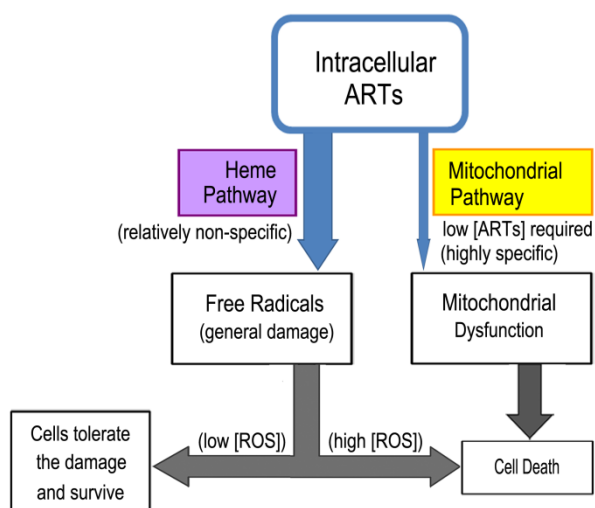 Intracellular
ARTs
Heme
Pathway
(relatively non-specific)
Mitochondrial
Pathway
low [ARTs] required
(highly specific)
Free Radicals
(general damage)
Mitochondrial
Dysfunction
(low [ROS])
(high [ROS])
Cells tolerate
the damage
and survive
Cell Death